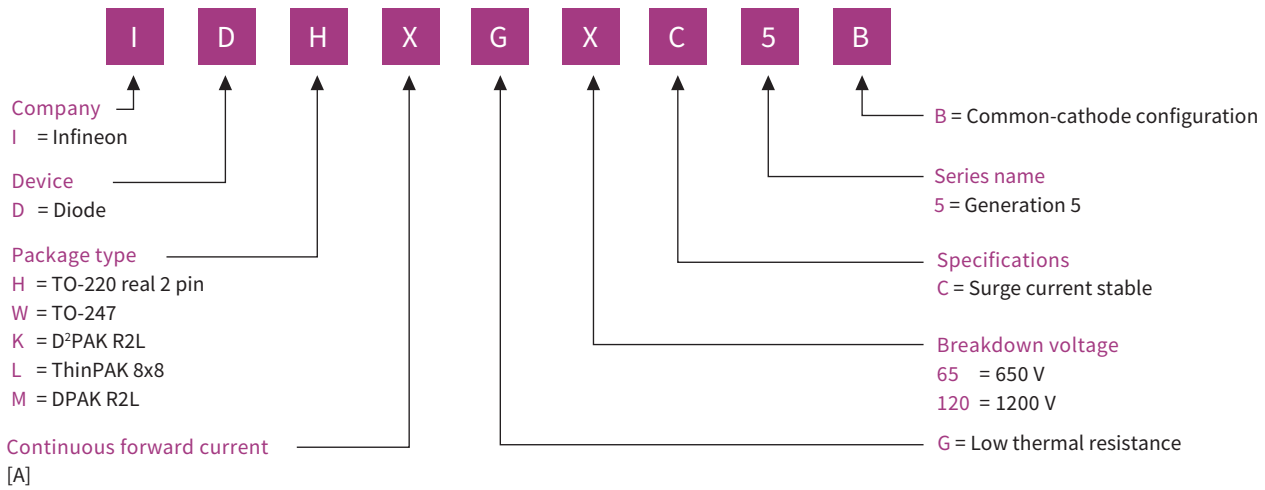 I D H X G X C 5 B
Company
I = Infineon
Device
D = Diode
Package type
H = TO-220 real 2 pin
W = TO-247
K = D²PAK R2L
L = ThinPAK 8x8
M = DPAK R2L
Continuous forward current
[A]
B = Common-cathode configuration
Series name
5 = Generation 5
Specifications
C = Surge current stable
Breakdown voltage
65 = 650 V
120 = 1200 V
G = Low thermal resistance